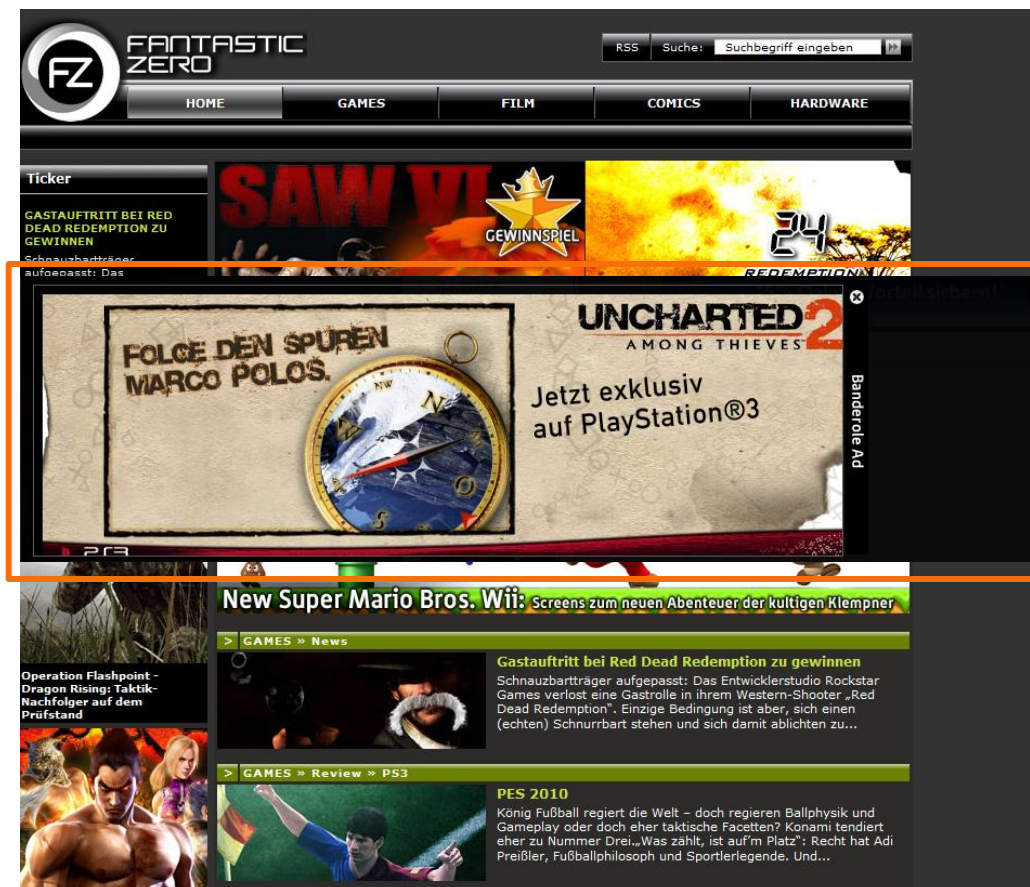 FANTASTIC
ZERO
FZ
RSS Suche: Suchbegriff eingeben
HOME GAMES FILM COMICS HARDWARE
Ticker
GASTAUFTRITT BEI RED
DEAD REDEMPTION ZU
GEWINNEN
Schnauzbartträger
aufgepasst: Das
SAW VI
GEWINNSPIEL
24
REDEMPTION
FOLGE DEN SPUREN
MARCO POLOS.
NW
N
O
S
UNCHARTED 2
AMONG THIEVES
Jetzt exklusiv
auf PlayStation®3
PS3
Banderole Ad
New Super Mario Bros. Wii: Screens zum neuen Abenteuer der kultigen Klempner
Operation Flashpoint -
Dragon Rising: Taktik-
Nachfolger auf dem
Prüfstand
> GAMES » News
Gastauftritt bei Red Dead Redemption zu gewinnen
Schnauzbartträger aufgepasst: Das Entwicklerstudio Rockstar
Games verlost eine Gastrolle in ihrem Western-Shooter „Red
Dead Redemption“. Einzige Bedingung ist aber, sich einen
(echten) Schnurrbart stehen und sich damit ablichten zu...
> GAMES » Review » PS3
PES 2010
König Fußball regiert die Welt – doch regieren Ballphysik und
Gameplay oder doch eher taktische Facetten? Konami tendiert
eher zu Nummer Drei.„Was zählt, ist auf’m Platz“: Recht hat Adi
Preißler, Fußballphilosoph und Sportlerlegende. Und...